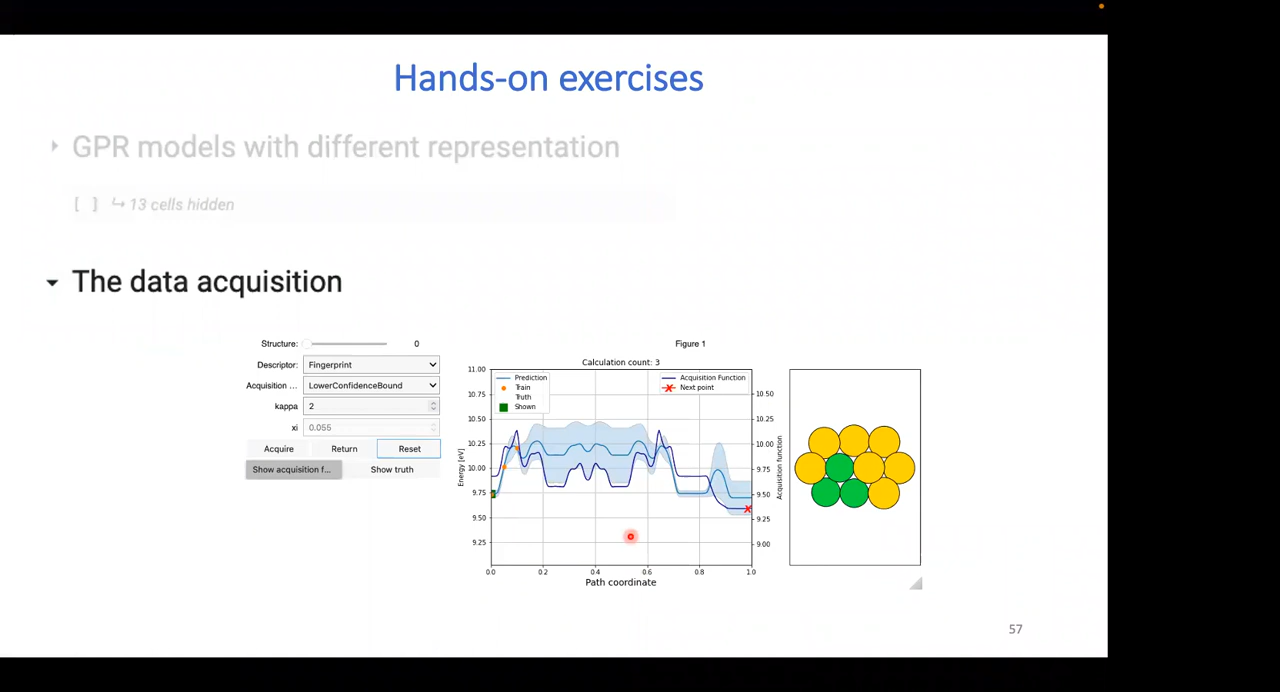 Hands-on exercises
GPR models with different representation
[ ] ↳ 13 cells hidden
The data acquisition
Structure: 0
Descriptor: Fingerprint
Acquisition ... LowerConfidenceBound
kappa 2
xi 0.055
Acquire Return Reset
Show acquisition f... Show truth
Figure 1
Calculation count: 3
Prediction
Train
Truth
Shown
Acquisition Function
Next point
11.00
10.75
10.50
10.25
10.00
9.75
9.50
9.25
Energy [eV]
0.0 0.2 0.4 0.6 0.8 1.0
Path coordinate
10.50
10.25
10.00
9.75
9.50
9.25
9.00
Acquisition function
57